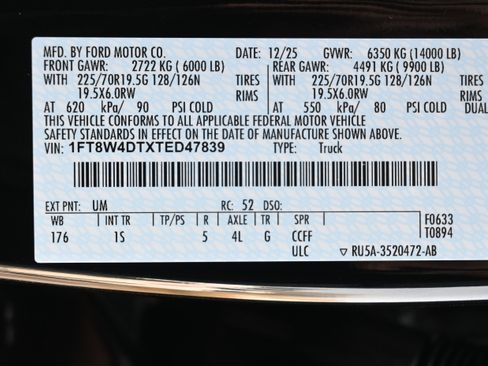 MFD. BY FORD MOTOR CO. DATE: 12/25 GVWR: 6350 KG (14000 LB)
FRONT GAWR: 2722 KG ( 6000 LB) REAR GAWR: 4491 KG ( 9900 LB)
WITH 225/70R19.5G 128/126N TIRES WITH 225/70R19.5G 128/126N TIRES
19.5X6.0RW RIMS 19.5X6.0RW RIMS
AT 620 kPa/ 90 PSI COLD AT 550 kPa/ 80 PSI COLD DUAL
THIS VEHICLE CONFORMS TO ALL APPLICABLE FEDERAL MOTOR VEHICLE
SAFETY STANDARDS IN EFFECT ON THE DATE OF MANUFACTURE SHOWN ABOVE.
VIN: 1FT8W4DTXTED47839 TYPE: Truck
EXT PNT: UM RC: 52 DSO:
WB INT TR TP/PS R AXLE TR SPR F0633
176 1S 5 4L G CCFF T0894
ULC ▽ RU5A-3520472-AB